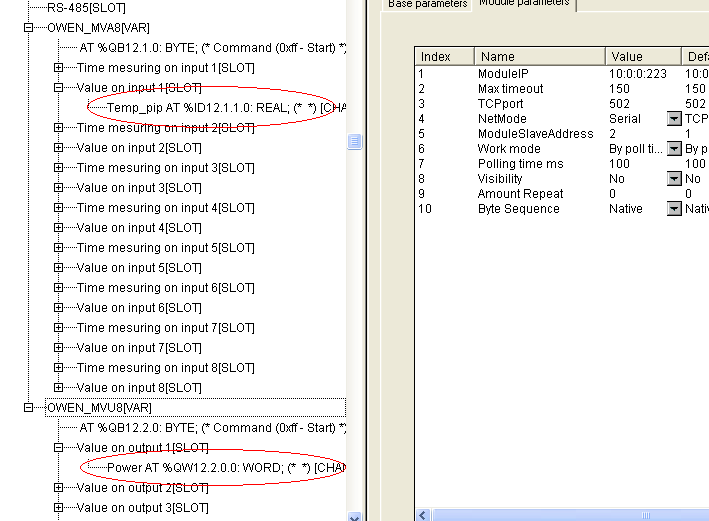 RS-485[SLOT]
OWEN_MVA8[VAR]
AT %QB12.1.0: BYTE; (* Command (0xff - Start) *)
Time mesuring on input 1[SLOT]
Value on input 1[SLOT]
Temp_pip AT %ID12.1.1.0: REAL; (* *) [CHA
Time mesuring on input 2[SLOT]
Value on input 2[SLOT]
Time mesuring on input 3[SLOT]
Value on input 3[SLOT]
Time mesuring on input 4[SLOT]
Value on input 4[SLOT]
Time mesuring on input 5[SLOT]
Value on input 5[SLOT]
Time mesuring on input 6[SLOT]
Value on input 6[SLOT]
Time mesuring on input 7[SLOT]
Value on input 7[SLOT]
Time mesuring on input 8[SLOT]
Value on input 8[SLOT]
OWEN_MVU8[VAR]
AT %QB12.2.0: BYTE; (* Command (0xff - Start) *)
Value on output 1[SLOT]
Power AT %QW12.2.0.0: WORD; (* *) [CHAN
Value on output 2[SLOT]
Value on output 3[SLOT]
Base parameters Module parameters
Index Name Value Defa
1 ModuleIP 10:0:0:223 10:0
2 Max timeout 150 150
3 TCPport 502 502
4 NetMode Serial TCP
5 ModuleSlaveAddress 2 1
6 Work mode By poll ti... By p
7 Polling time ms 100 100
8 Visibility No No
9 Amount Repeat 0 0
10 Byte Sequence Native Nati